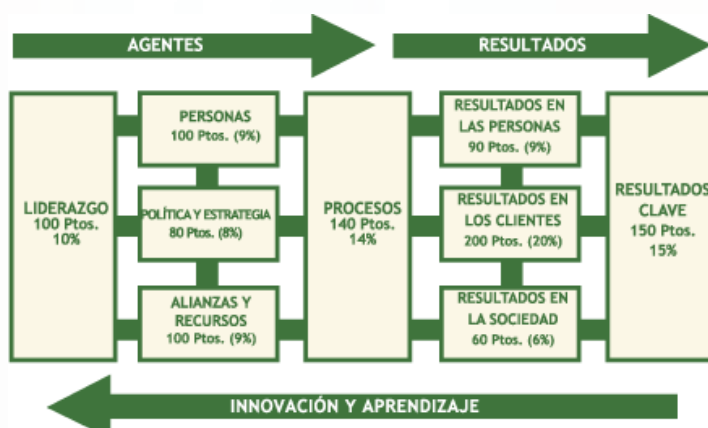 AGENTES
RESULTADOS
LIDERAZGO
100 Ptos.
10%
PERSONAS
100 Ptos. (9%)
POLÍTICA Y ESTRATEGIA
80 Ptos. (8%)
ALIANZAS Y
RECURSOS
100 Ptos. (9%)
PROCESOS
140 Ptos.
14%
RESULTADOS EN
LAS PERSONAS
90 Ptos. (9%)
RESULTADOS EN
LOS CLIENTES
200 Ptos. (20%)
RESULTADOS EN
LA SOCIEDAD
60 Ptos. (6%)
RESULTADOS
CLAVE
150 Ptos.
15%
INNOVACIÓN Y APRENDIZAJE